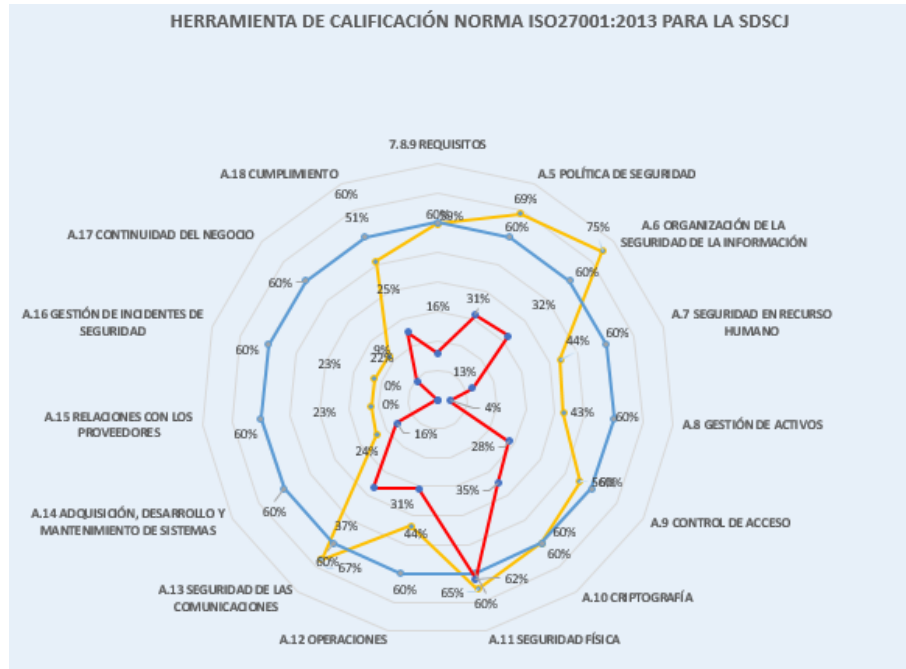 HERRAMIENTA DE CALIFICACIÓN NORMA ISO27001:2013 PARA LA SDSCJ
7.8.9 REQUISITOS
A.18 CUMPLIMIENTO
A.5 POLÍTICA DE SEGURIDAD
60%
69%
51%
60%
59%
60%
75%
A.6 ORGANIZACIÓN DE LA
SEGURIDAD DE LA INFORMACIÓN
A.17 CONTINUIDAD DEL NEGOCIO
60%
60%
25%
16%
31%
32%
A.16 GESTIÓN DE INCIDENTES DE
SEGURIDAD
A.7 SEGURIDAD EN RECURSO
HUMANO
60%
9%
22%
44%
60%
23%
0%
13%
23%
0%
4%
43%
60%
A.15 RELACIONES CON LOS
PROVEEDORES
A.8 GESTIÓN DE ACTIVOS
60%
16%
24%
28%
56%
60%
35%
A.14 ADQUISICIÓN, DESARROLLO Y
MANTENIMIENTO DE SISTEMAS
A.9 CONTROL DE ACCESO
60%
31%
37%
44%
60%
60%
60%
67%
60%
65%
62%
60%
A.13 SEGURIDAD DE LAS
COMUNICACIONES
A.10 CRIPTOGRAFÍA
A.12 OPERACIONES
A.11 SEGURIDAD FÍSICA